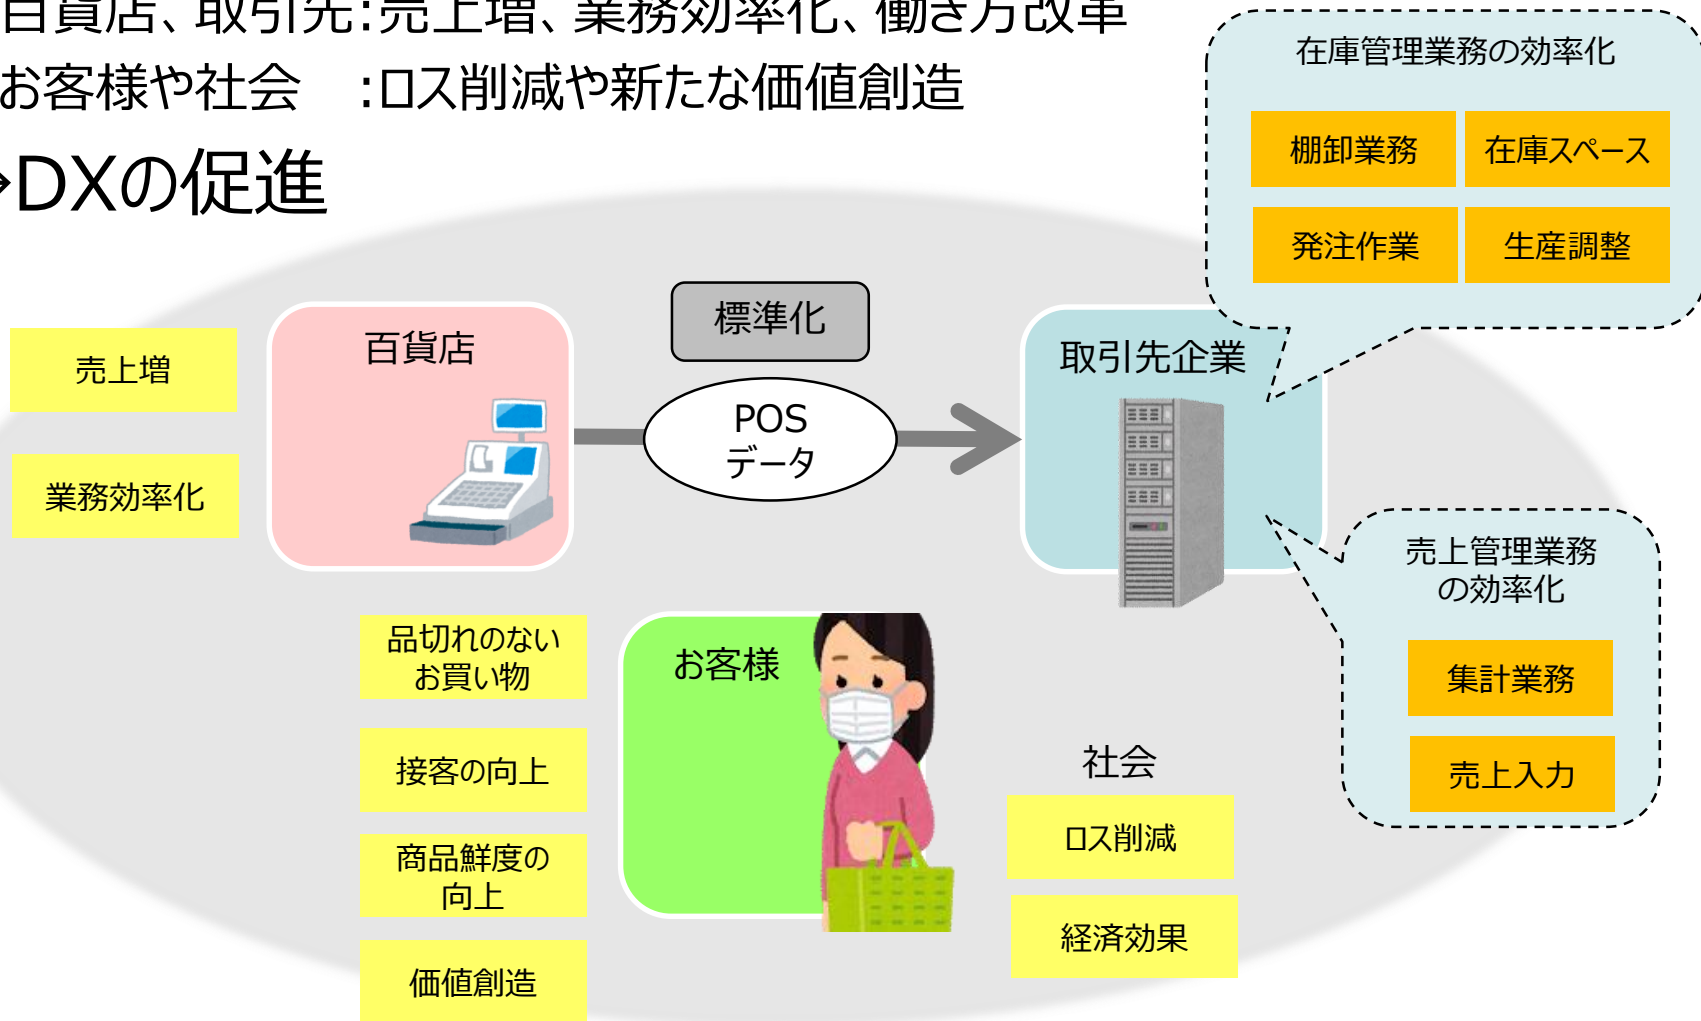 百貨店、取引先:売上増、業務効率化、働き方改革
お客様や社会　:ロス削減や新たな価値創造
→DXの促進
在庫管理業務の効率化
棚卸業務
在庫スペース
発注作業
生産調整
標準化
百貨店
POS
データ
取引先企業
売上増
業務効率化
売上管理業務
の効率化
集計業務
売上入力
お客様
品切れのない
お買い物
接客の向上
商品鮮度の
向上
価値創造
社会
ロス削減
経済効果